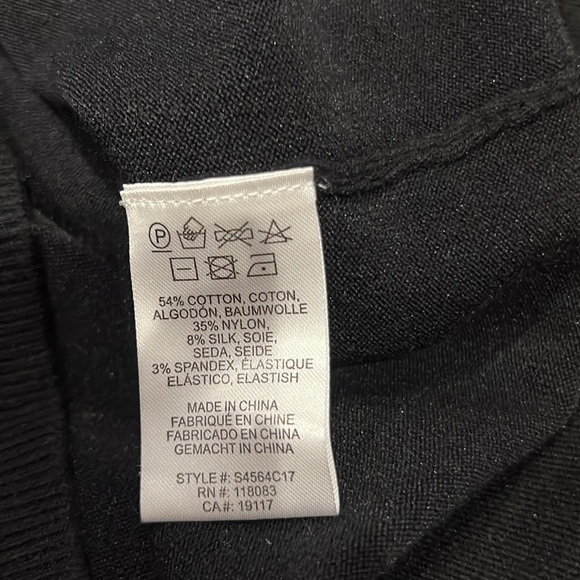 P
54% COTTON, COTON,
ALGODÓN, BAUMWOLLE
35% NYLON,
8% SILK, SOIE,
SEDA, SEIDE
3% SPANDEX, ÉLASTIQUE
ELÁSTICO, ELASTISH
MADE IN CHINA
FABRIQUÉ EN CHINE
FABRICADO EN CHINA
GEMACHT IN CHINA
STYLE #: S4564C17
RN #: 118083
CA#: 19117